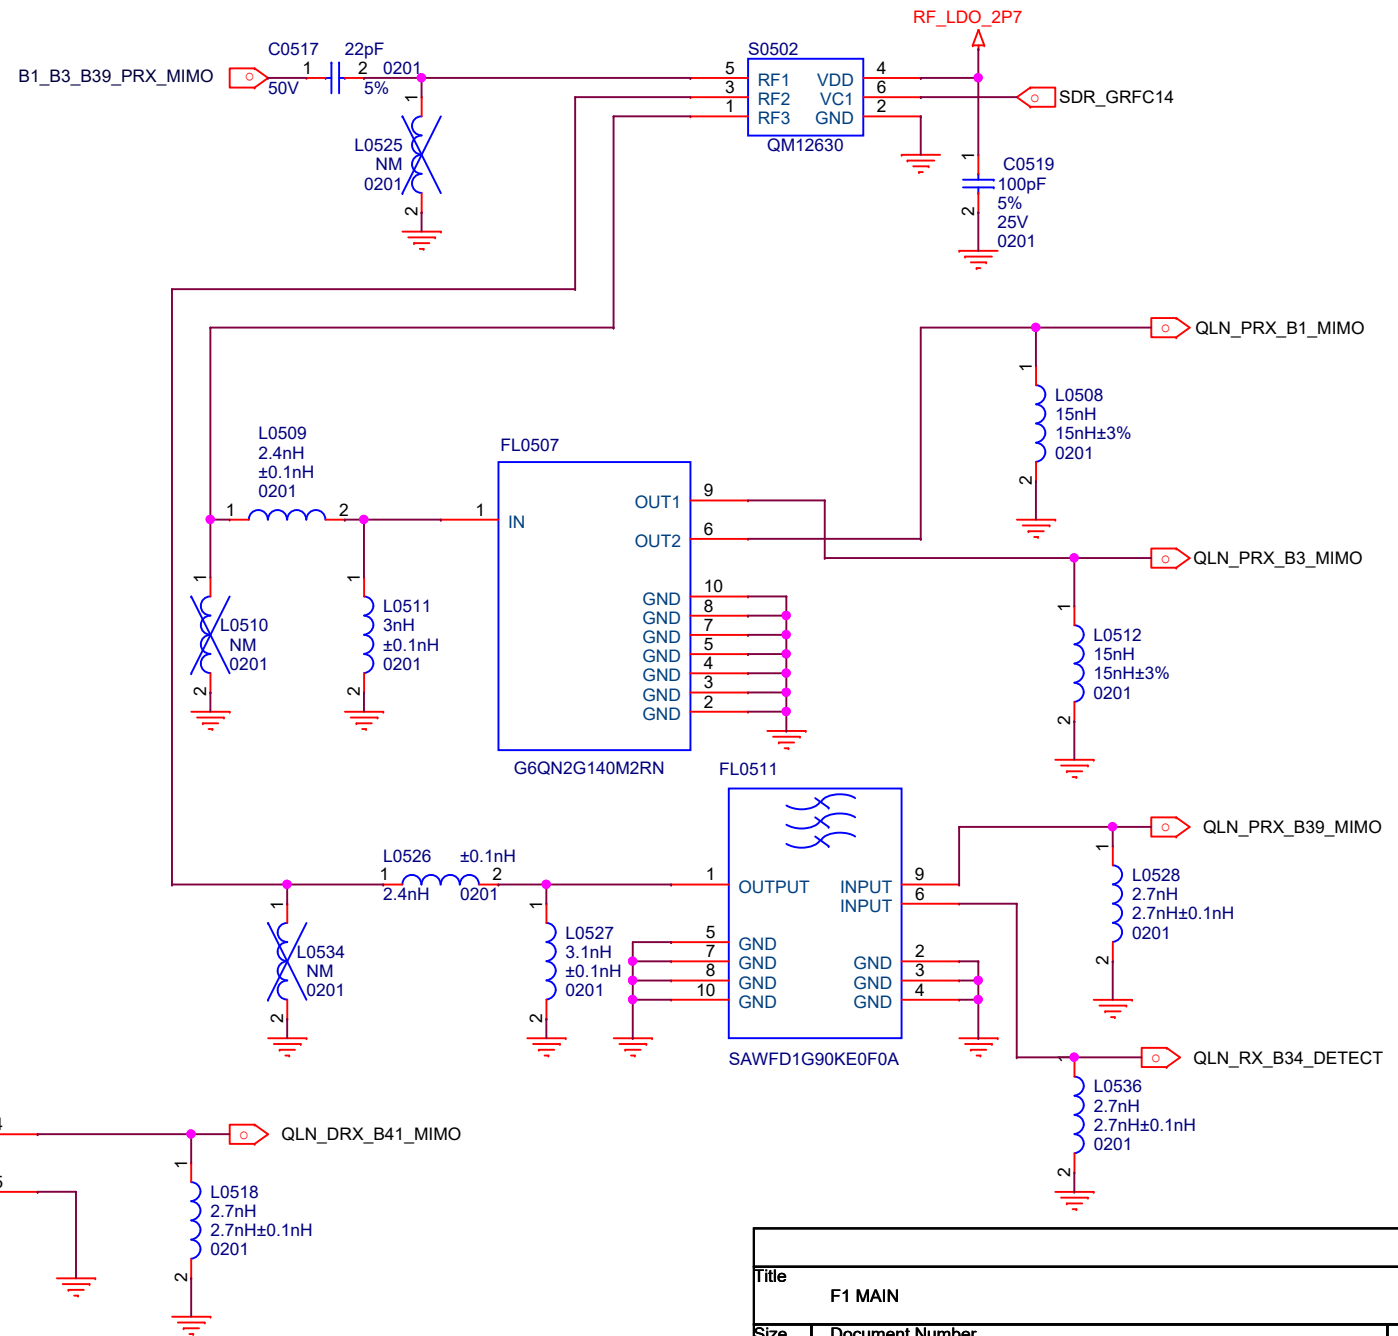 RF_LDO_2P7
C0517 22pF
B1_B3_B39_PRX_MIMO
1 2 0201
50V 5%
S0502
5 RF1 VDD 4
3 RF2 VC1 6
1 RF3 GND 2
QM12630
SDR_GRFC14
1
L0525
NM
0201
2
1
C0519
100pF
5%
25V
0201
2
QLN_PRX_B1_MIMO
1
L0508
15nH
15nH±3%
0201
2
L0509
2.4nH
±0.1nH
0201
1 2
FL0507
1 IN
OUT1 9
OUT2 6
GND 10
GND 8
GND 7
GND 5
GND 4
GND 3
GND 2
G6QN2G140M2RN
QLN_PRX_B3_MIMO
1
L0510
NM
0201
2
1
L0511
3nH
±0.1nH
0201
2
1
L0512
15nH
15nH±3%
0201
2
FL0511
1 OUTPUT INPUT 9
INPUT 6
5 GND
7 GND GND 2
8 GND GND 3
10 GND GND 4
SAWFD1G90KE0F0A
QLN_PRX_B39_MIMO
1
L0528
2.7nH
2.7nH±0.1nH
0201
2
L0526 ±0.1nH
1 2
2.4nH 0201
1
L0534
NM
0201
2
1
L0527
3.1nH
±0.1nH
0201
2
QLN_RX_B34_DETECT
1
L0536
2.7nH
2.7nH±0.1nH
0201
2
QLN_DRX_B41_MIMO
1
L0518
2.7nH
2.7nH±0.1nH
0201
2
Title
F1 MAIN
Size Document Number